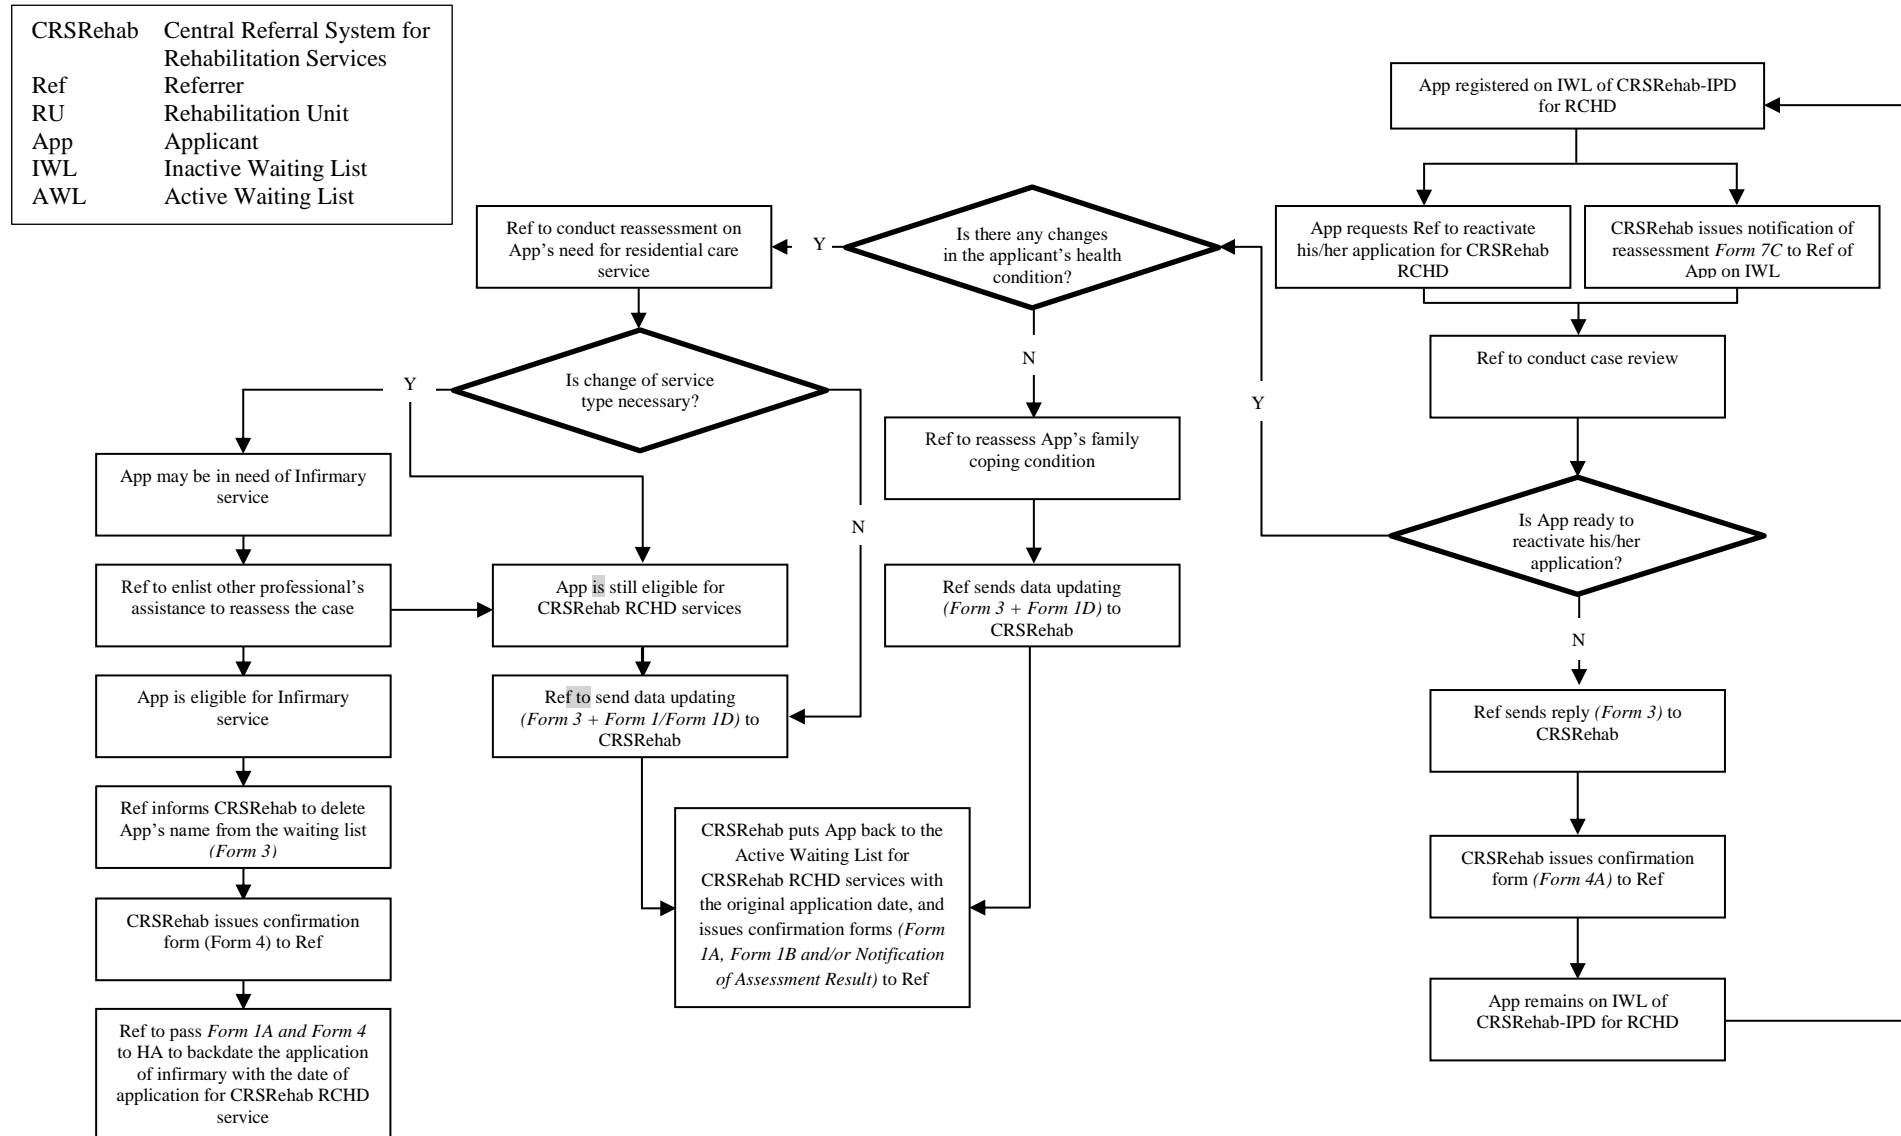 CRSRehab Central Referral System for
Rehabilitation Services
Ref Referrer
RU Rehabilitation Unit
App Applicant
IWL Inactive Waiting List
AWL Active Waiting List
App registered on IWL of CRSRehab-IPD
for RCHD
App requests Ref to reactivate
his/her application for CRSRehab
RCHD
CRSRehab issues notification of
reassessment Form 7C to Ref of
App on IWL
Ref to conduct case review
Is App ready to
reactivate his/her
application?
Y
N
Ref sends reply (Form 3) to
CRSRehab
CRSRehab issues confirmation
form (Form 4A) to Ref
App remains on IWL of
CRSRehab-IPD for RCHD
Is there any changes
in the applicant's health
condition?
Y
N
Ref to reassess App's family
coping condition
Ref sends data updating
(Form 3 + Form 1D) to
CRSRehab
Ref to conduct reassessment on
App's need for residential care
service
Is change of service
type necessary?
Y
N
App may be in need of Infirmary
service
Ref to enlist other professional's
assistance to reassess the case
App is eligible for Infirmary
service
Ref informs CRSRehab to delete
App's name from the waiting list
(Form 3)
CRSRehab issues confirmation
form (Form 4) to Ref
Ref to pass Form 1A and Form 4
to HA to backdate the application
of infirmary with the date of
application for CRSRehab RCHD
service
App is still eligible for
CRSRehab RCHD services
Ref to send data updating
(Form 3 + Form 1/Form 1D) to
CRSRehab
CRSRehab puts App back to the
Active Waiting List for
CRSRehab RCHD services with
the original application date, and
issues confirmation forms (Form
1A, Form 1B and/or Notification
of Assessment Result) to Ref